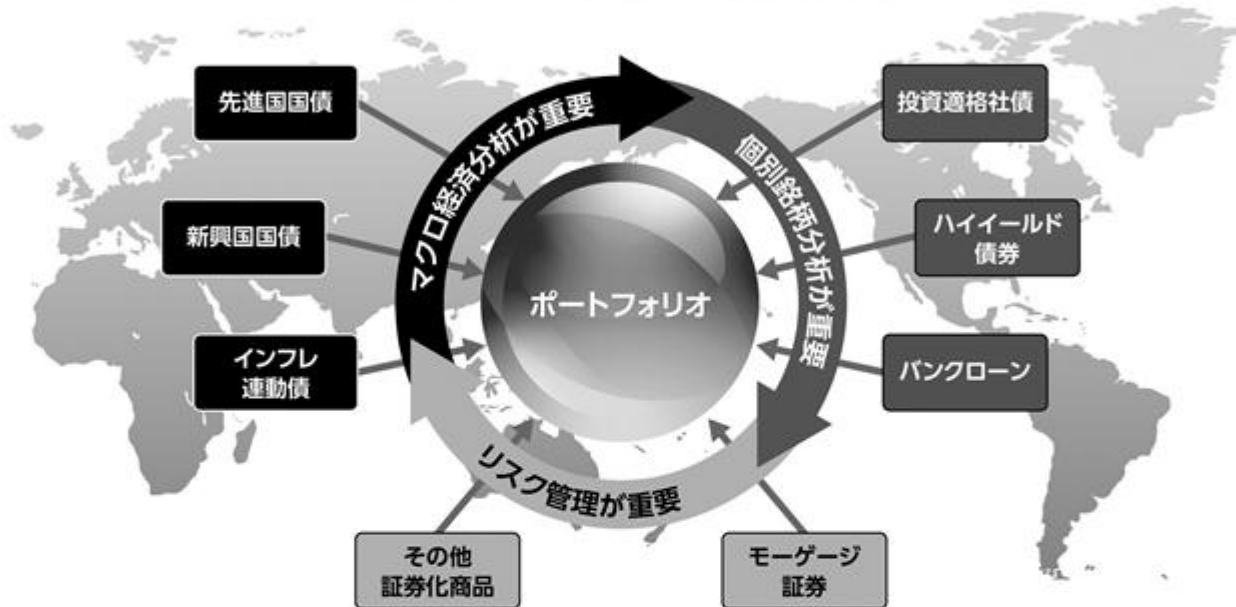 先進国国債
新興国国債
インフレ
連動債
マクロ経済分析が重要
個別銘柄分析が重要
リスク管理が重要
ポートフォリオ
投資適格社債
ハイイールド
債券
バンクローン
その他
証券化商品
モーゲージ
証券